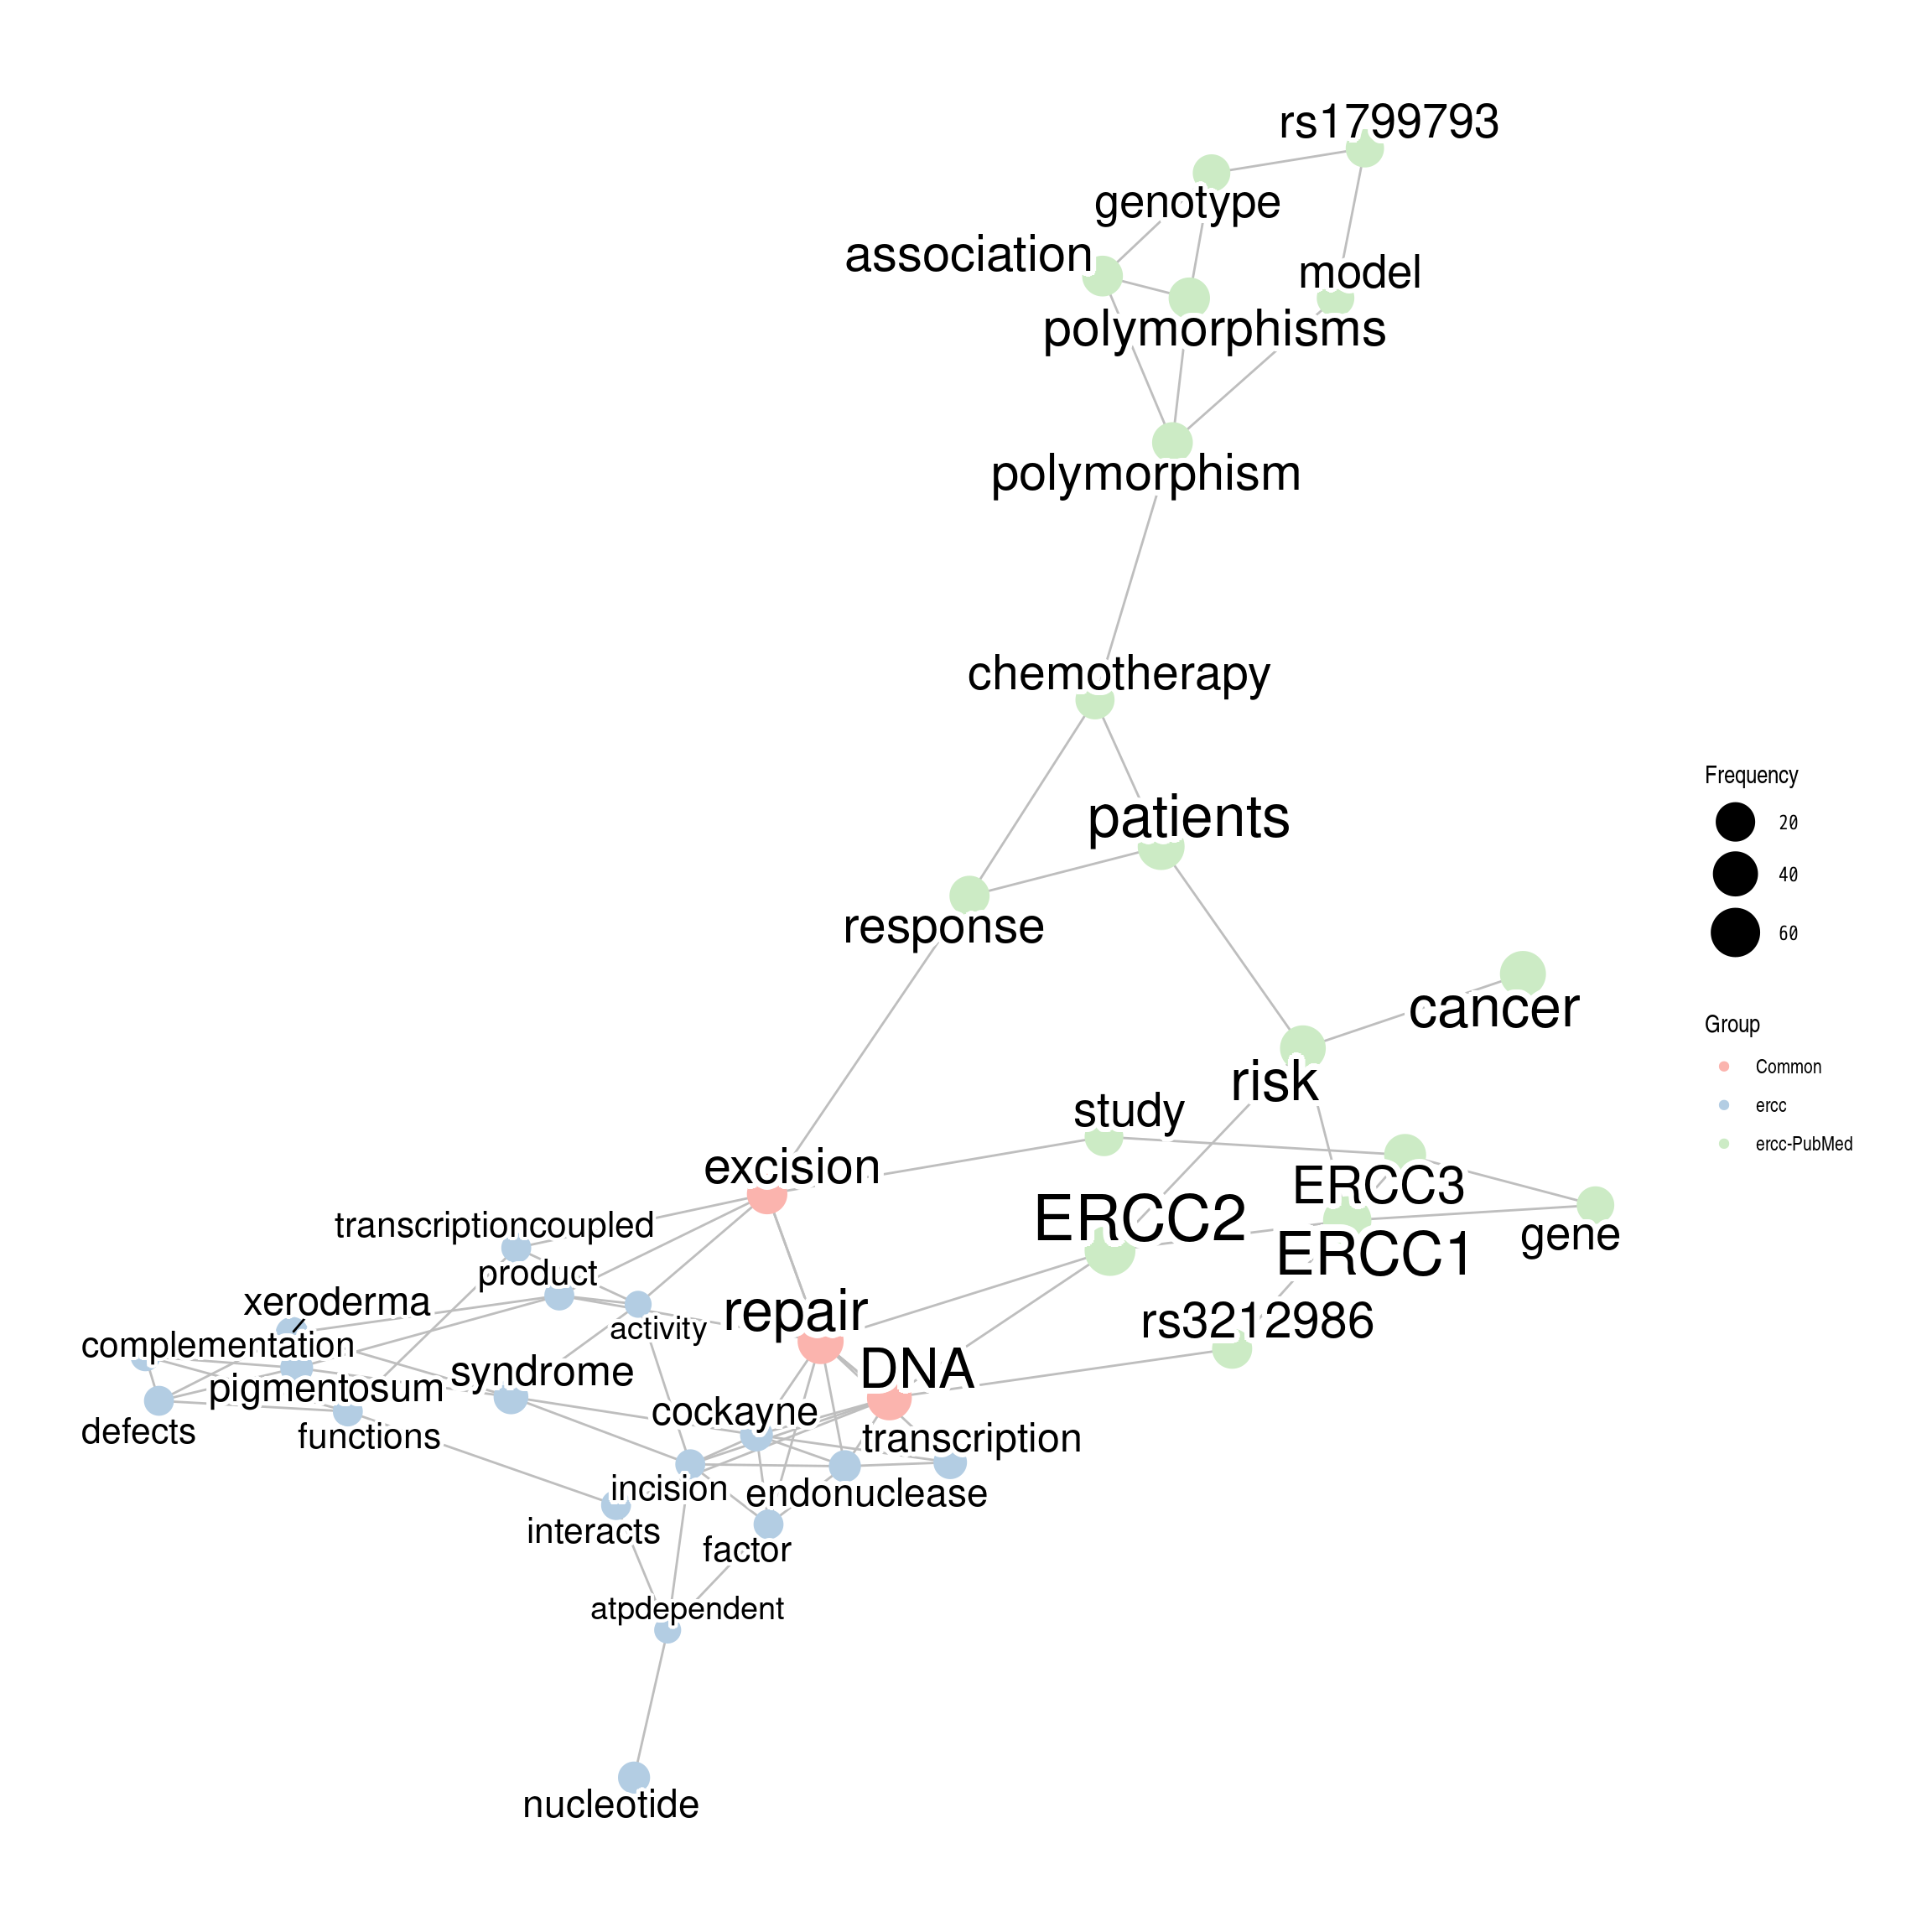 rs1799793
genotype
association
model
polymorphisms
polymorphism
chemotherapy
patients
response
cancer
risk
study
excision
ERCC3
ERCC2
ERCC1
gene
transcriptioncoupled
product
xeroderma
repair
activity
rs3212986
complementation
syndrome
DNA
pigmentosum
cockayne
defects
functions
transcription
incision
endonuclease
interacts
factor
atpdependent
nucleotide
Frequency
20
40
60
Group
Common
ercc
ercc-PubMed